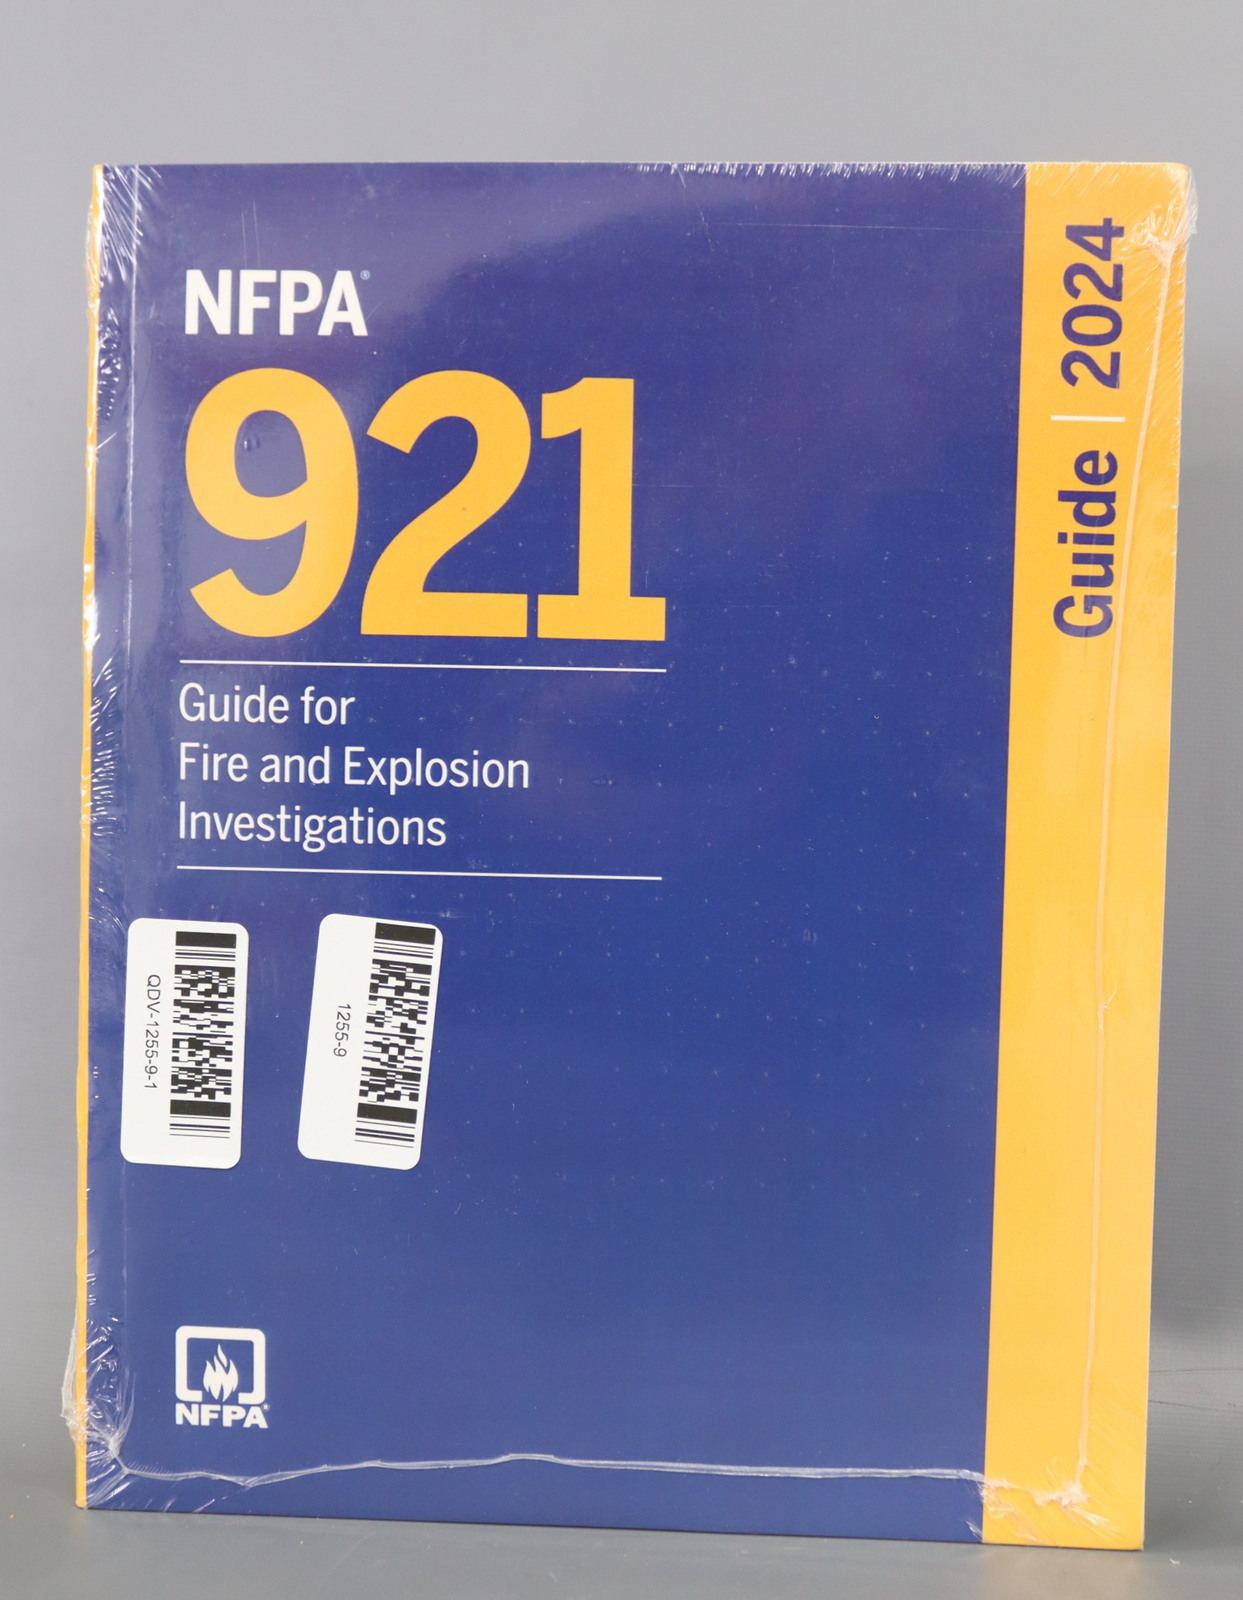 NFPA®
921
Guide for
Fire and Explosion
Investigations
Guide | 2024
QDV-1255-9-1
1255-9
NFPA®